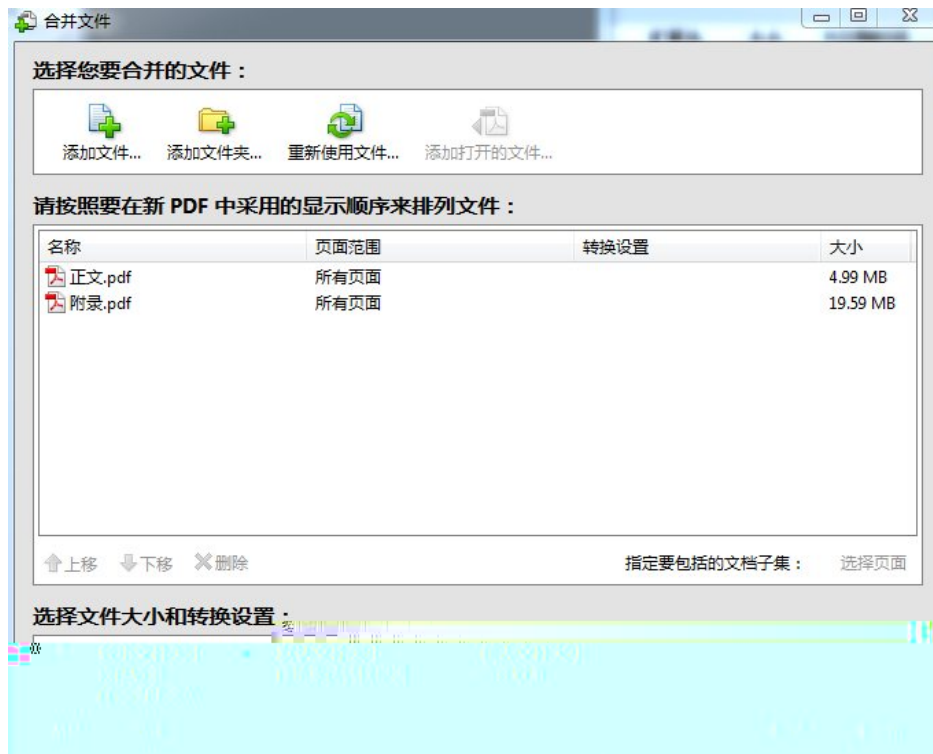 合并文件
选择您要合并的文件：
添加文件... 添加文件夹... 重新使用文件... 添加打开的文件...
请按照要在新 PDF 中采用的显示顺序来排列文件：
名称 页面范围 转换设置 大小
正文.pdf 所有页面 4.99 MB
附录.pdf 所有页面 19.59 MB
上移 下移 删除 指定要包括的文档子集： 选择页面
选择文件大小和转换设置：